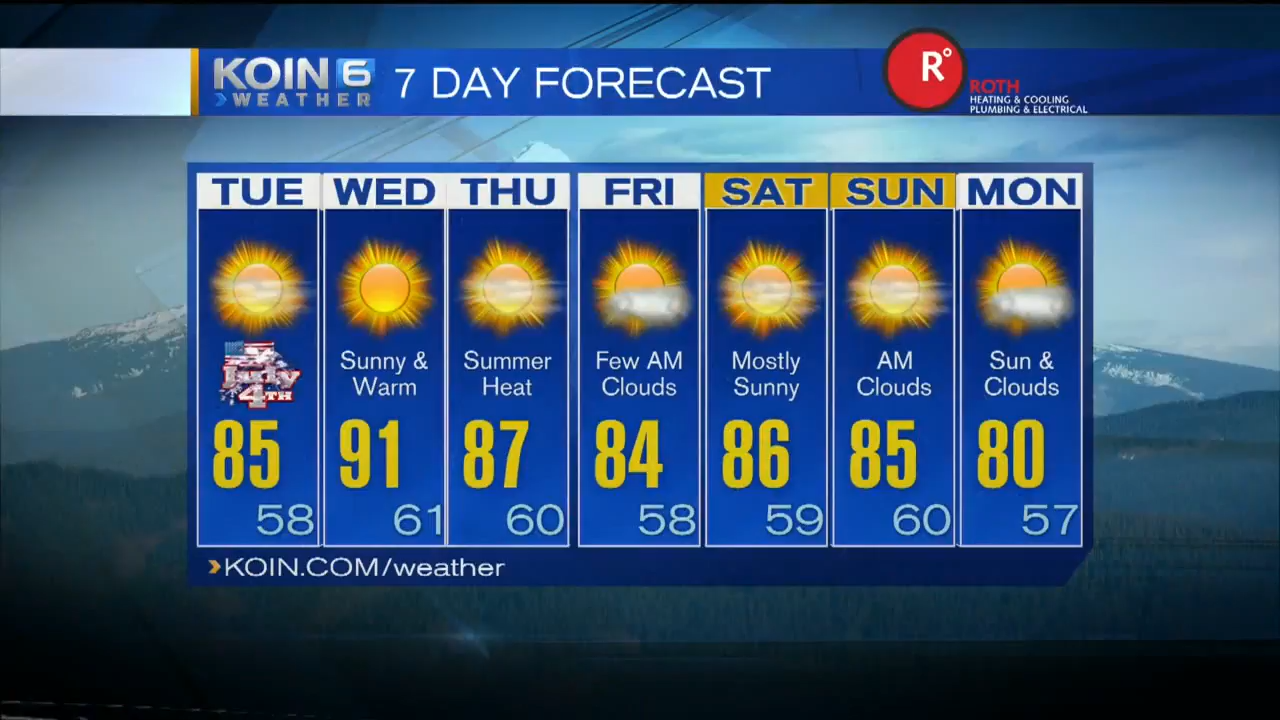 KOIN 6
WEATHER
7 DAY FORECAST
R°
ROTH
HEATING & COOLING
PLUMBING & ELECTRICAL
TUE
July
4TH
85
58
WED
Sunny &
Warm
91
61
THU
Summer
Heat
87
60
FRI
Few AM
Clouds
84
58
SAT
Mostly
Sunny
86
59
SUN
AM
Clouds
85
60
MON
Sun &
Clouds
80
57
KOIN.COM/weather